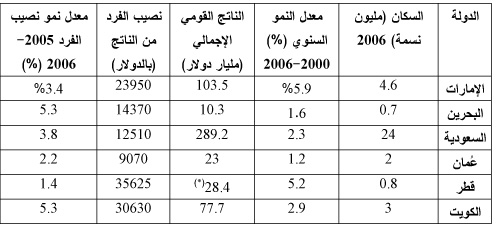 الدولة السكان (مليون نسمة) 2006 معدل النمو السنوي (%) 2000-2006 الناتج القومي الإجمالي (مليار دولار) نصيب الفرد من الناتج (بالدولار) معدل نمو نصيب الفرد 2005-2006 (%)
الإمارات 4.6 5.9% 103.5 23950 3.4%
البحرين 0.7 1.6 10.3 14370 5.3
السعودية 24 2.3 289.2 12510 3.8
عُمان 2 1.2 23 9070 2.2
قطر 0.8 5.2 28.4(*) 35625 1.4
الكويت 3 2.9 77.7 30630 5.3